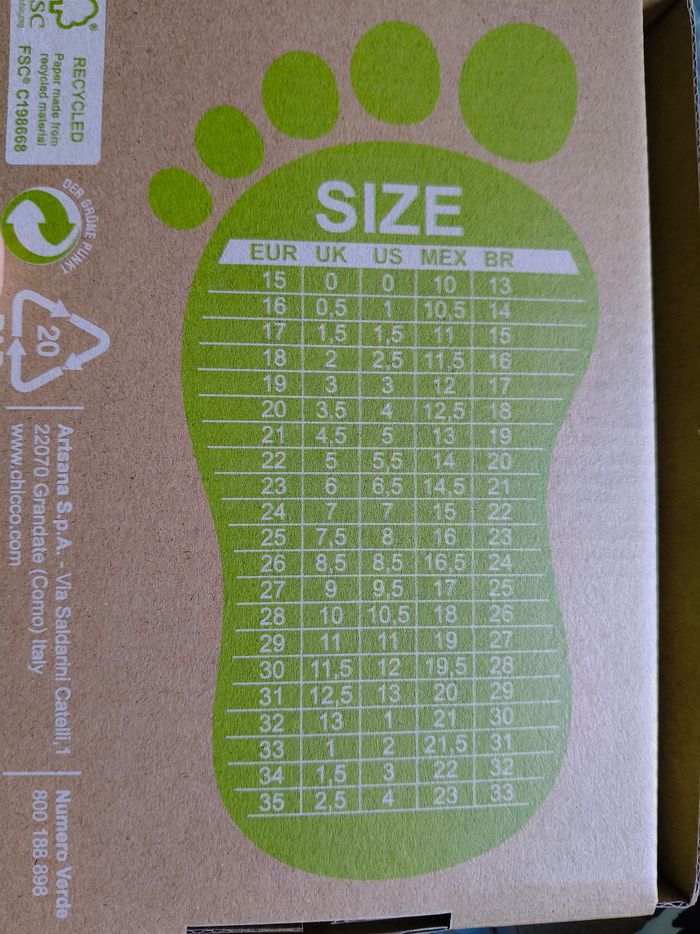 SIZE
EUR UK US MEX BR
15 0 0 10 13
16 0,5 1 10,5 14
17 1,5 1,5 11 15
18 2 2,5 11,5 16
19 3 3 12 17
20 3,5 4 12,5 18
21 4,5 5 13 19
22 5 5,5 14 20
23 6 6,5 14,5 21
24 7 7 15 22
25 7,5 8 16 23
26 8,5 8,5 16,5 24
27 9 9,5 17 25
28 10 10,5 18 26
29 11 11 19 27
30 11,5 12 19,5 28
31 12,5 13 20 29
32 13 1 21 30
33 1 2 21,5 31
34 1,5 3 22 32
35 2,5 4 23 33
RECYCLED
Paper made from
recycled material
FSC® C198668
DER GRÜNE PUNKT
20
Artsana S.p.A. - Via Saldarini Catelli,1
22070 Grandate (Como) Italy
www.chicco.com
Numero Verde
800 188 898